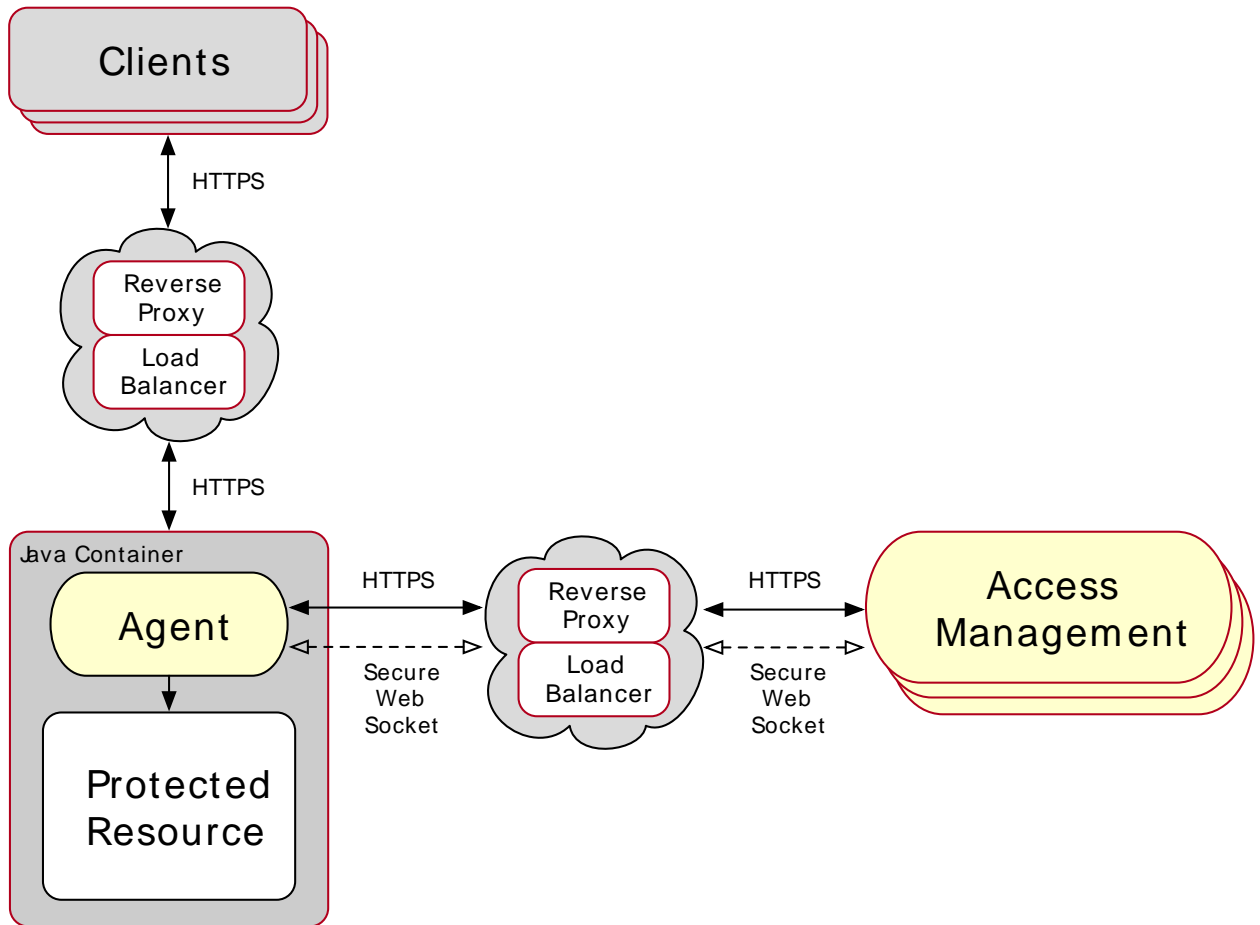 Clients
HTTPS
Reverse
Proxy
Load
Balancer
HTTPS
Java Container
Agent
Protected
Resource
HTTPS
Secure
Web
Socket
Reverse
Proxy
Load
Balancer
HTTPS
Secure
Web
Socket
Access
Management